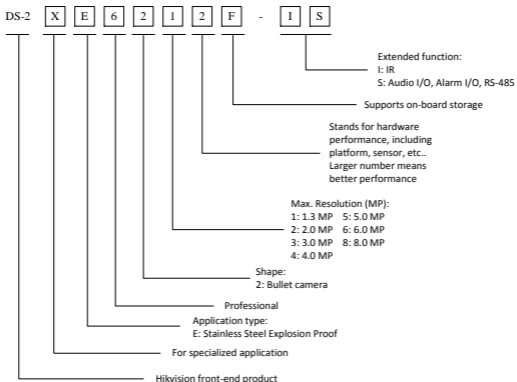 DS-2 X E 6 2 1 2 F - I S
Extended function:
I: IR
S: Audio I/O, Alarm I/O, RS-485
Supports on-board storage
Stands for hardware
performance, including
platform, sensor, etc..
Larger number means
better performance
Max. Resolution (MP):
1: 1.3 MP 5: 5.0 MP
2: 2.0 MP 6: 6.0 MP
3: 3.0 MP 8: 8.0 MP
4: 4.0 MP
Shape:
2: Bullet camera
Professional
Application type:
E: Stainless Steel Explosion Proof
For specialized application
Hikvision front-end product